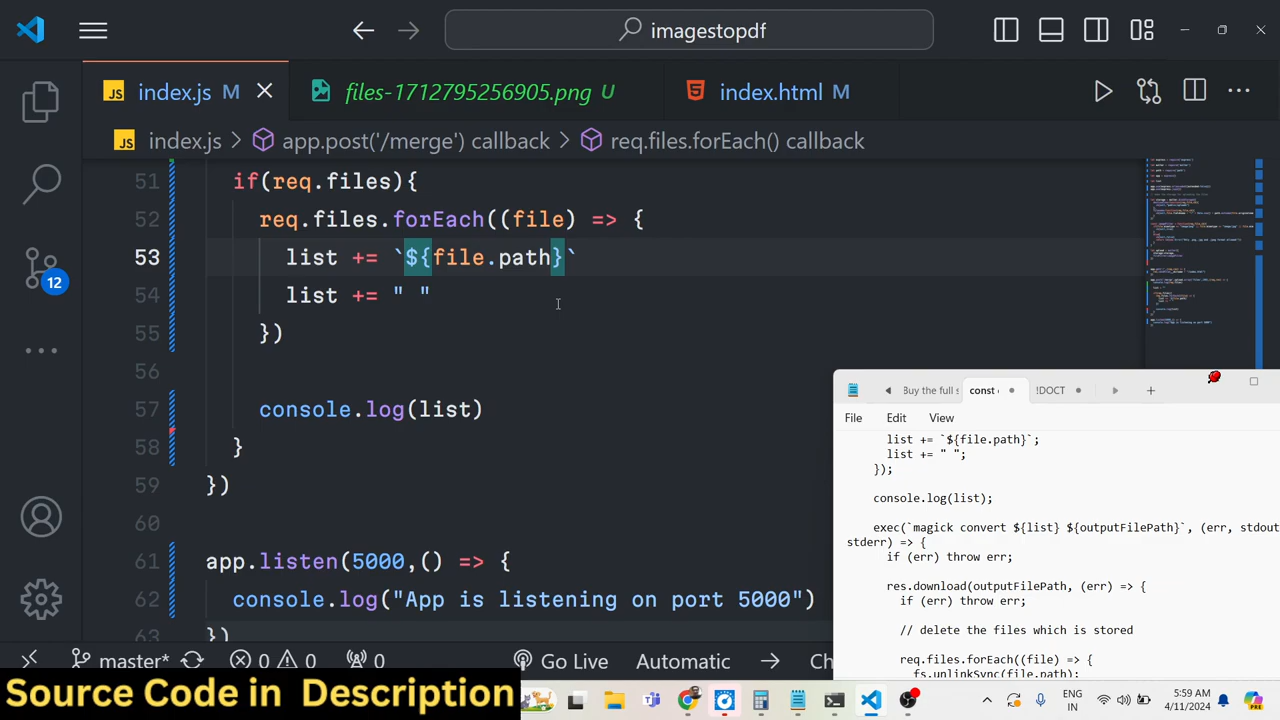 imagestopdf
JS index.js M
files-1712795256905.png U
index.html M
JS index.js > app.post('/merge') callback > req.files.forEach() callback
51 if(req.files){
52 req.files.forEach((file) => {
53 list += `${file.path}`
54 list += " "
55 })
56
57 console.log(list)
58 }
59 })
60
61 app.listen(5000,() => {
62 console.log("App is listening on port 5000")
63 })
12
Buy the full s
const
!DOCT
File Edit View
list += `${file.path}`;
list += " ";
});
console.log(list);
exec(`magick convert ${list} ${outputFilePath}`, (err, stdout
stderr) => {
if (err) throw err;
res.download(outputFilePath, (err) => {
if (err) throw err;
// delete the files which is stored
req.files.forEach((file) => {
fs.unlinkSync(file.path);
master* 0 0 0 Go Live Automatic Ch
Source Code in Description
ENG
IN
5:59 AM
4/11/2024